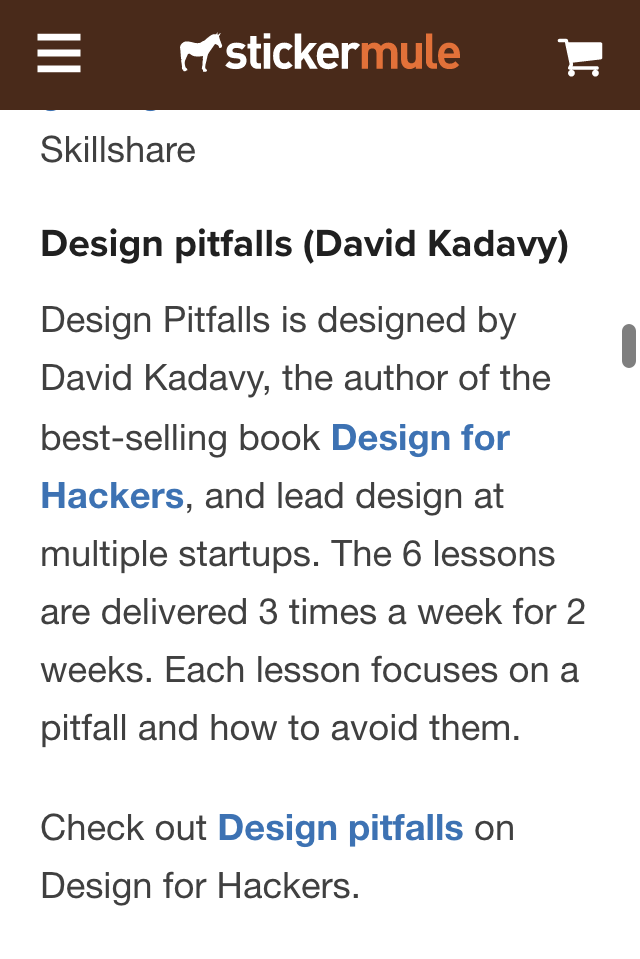 stickermule
Skillshare
Design pitfalls (David Kadavy)
Design Pitfalls is designed by
David Kadavy, the author of the
best-selling book Design for
Hackers, and lead design at
multiple startups. The 6 lessons
are delivered 3 times a week for 2
weeks. Each lesson focuses on a
pitfall and how to avoid them.
Check out Design pitfalls on
Design for Hackers.